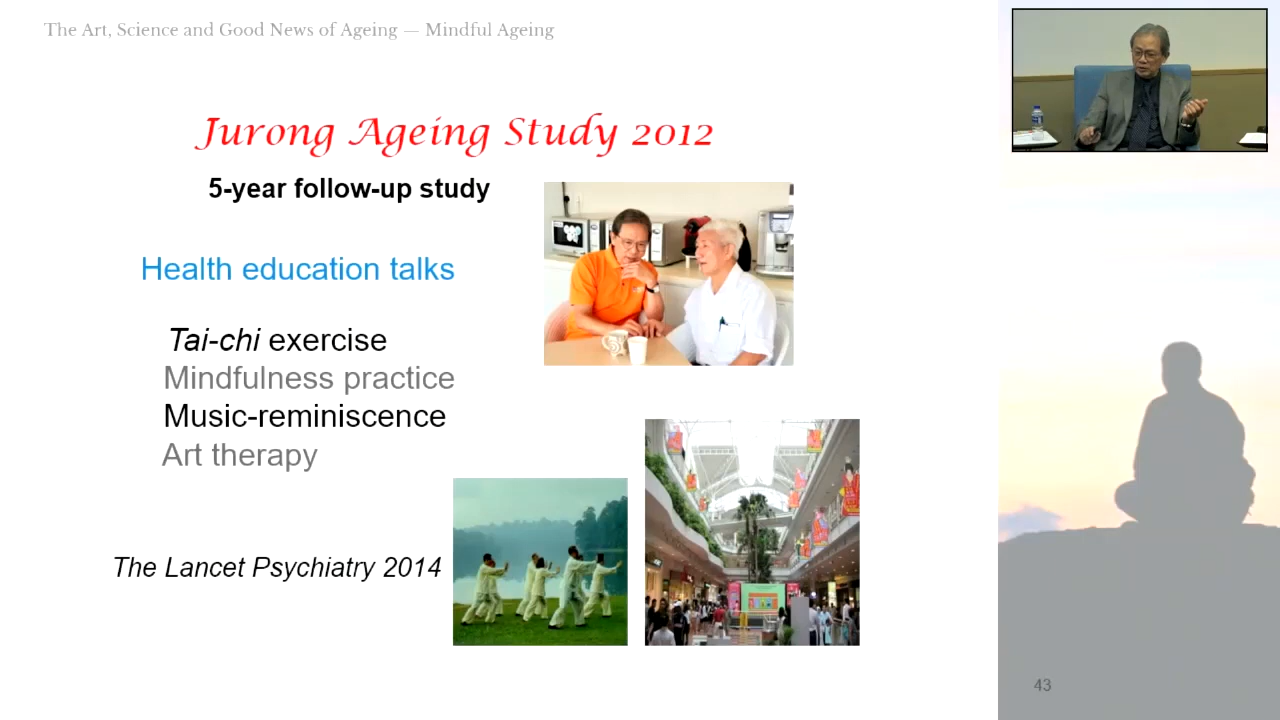 The Art, Science and Good News of Ageing — Mindful Ageing
Jurong Ageing Study 2012
5-year follow-up study
Health education talks
Tai-chi exercise
Mindfulness practice
Music-reminiscence
Art therapy
The Lancet Psychiatry 2014
43